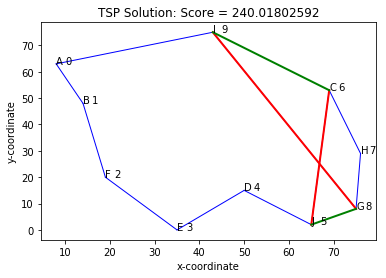 TSP Solution: Score = 240.01802592
y-coordinate
70
60
50
40
30
20
10
0
9
A 0
C 6
B 1
H 7
F 2
D 4
G 8
5
E 3
10 20 30 40 50 60 70
x-coordinate